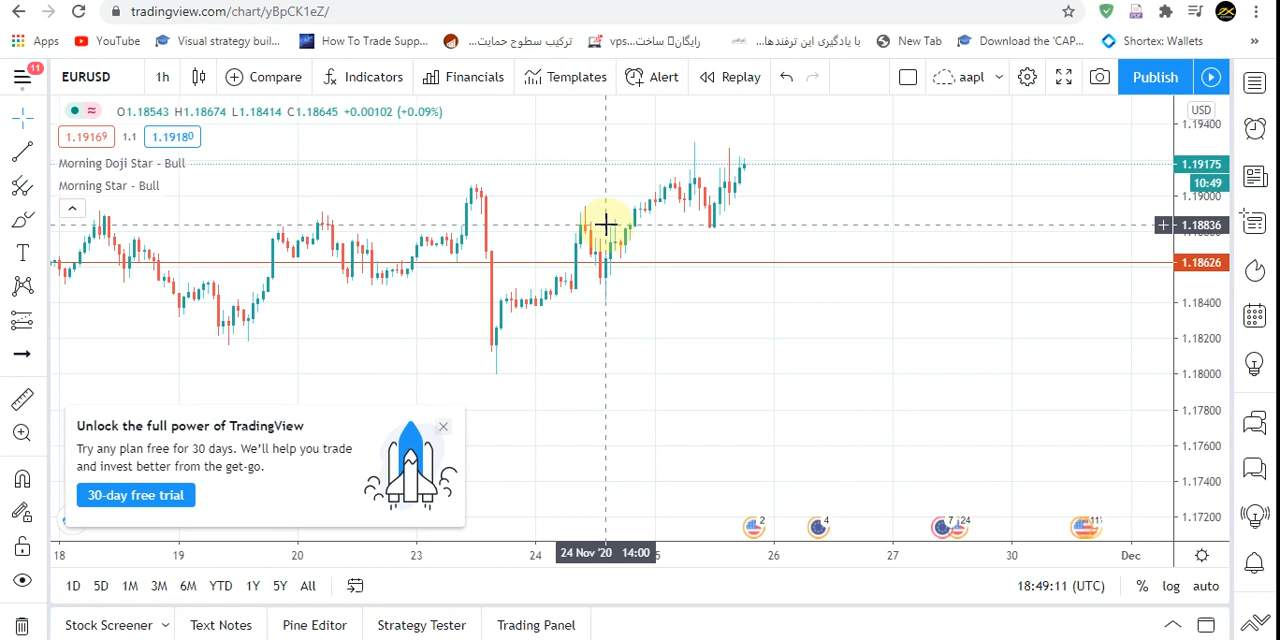 tradingview.com/chart/yBpCK1eZ/
Apps YouTube Visual strategy buil... How To Trade Supp... ترکیب سطوح حمایت... رایگان ساخت...vps با یادگیری این ترفندها... New Tab Download the 'CAP... Shortex: Wallets »
11
EURUSD 1h Compare Indicators Financials Templates Alert Replay aapl Publish
O1.18543 H1.18674 L1.18414 C1.18645 +0.00102 (+0.09%)
USD
1.19169 1.1 1.19180
1.19400
Morning Doji Star - Bull
1.19175
10:49
Morning Star - Bull
1.19000
1.18836
1.18626
1.18400
1.18200
1.18000
1.17800
1.17600
1.17400
1.17200
Unlock the full power of TradingView
Try any plan free for 30 days. We'll help you trade
and invest better from the get-go.
30-day free trial
2 4 7 24 11
18 19 20 23 24 24 Nov '20 14:00 26 27 30 Dec
1D 5D 1M 3M 6M YTD 1Y 5Y All 18:49:11 (UTC) % log auto
Stock Screener Text Notes Pine Editor Strategy Tester Trading Panel